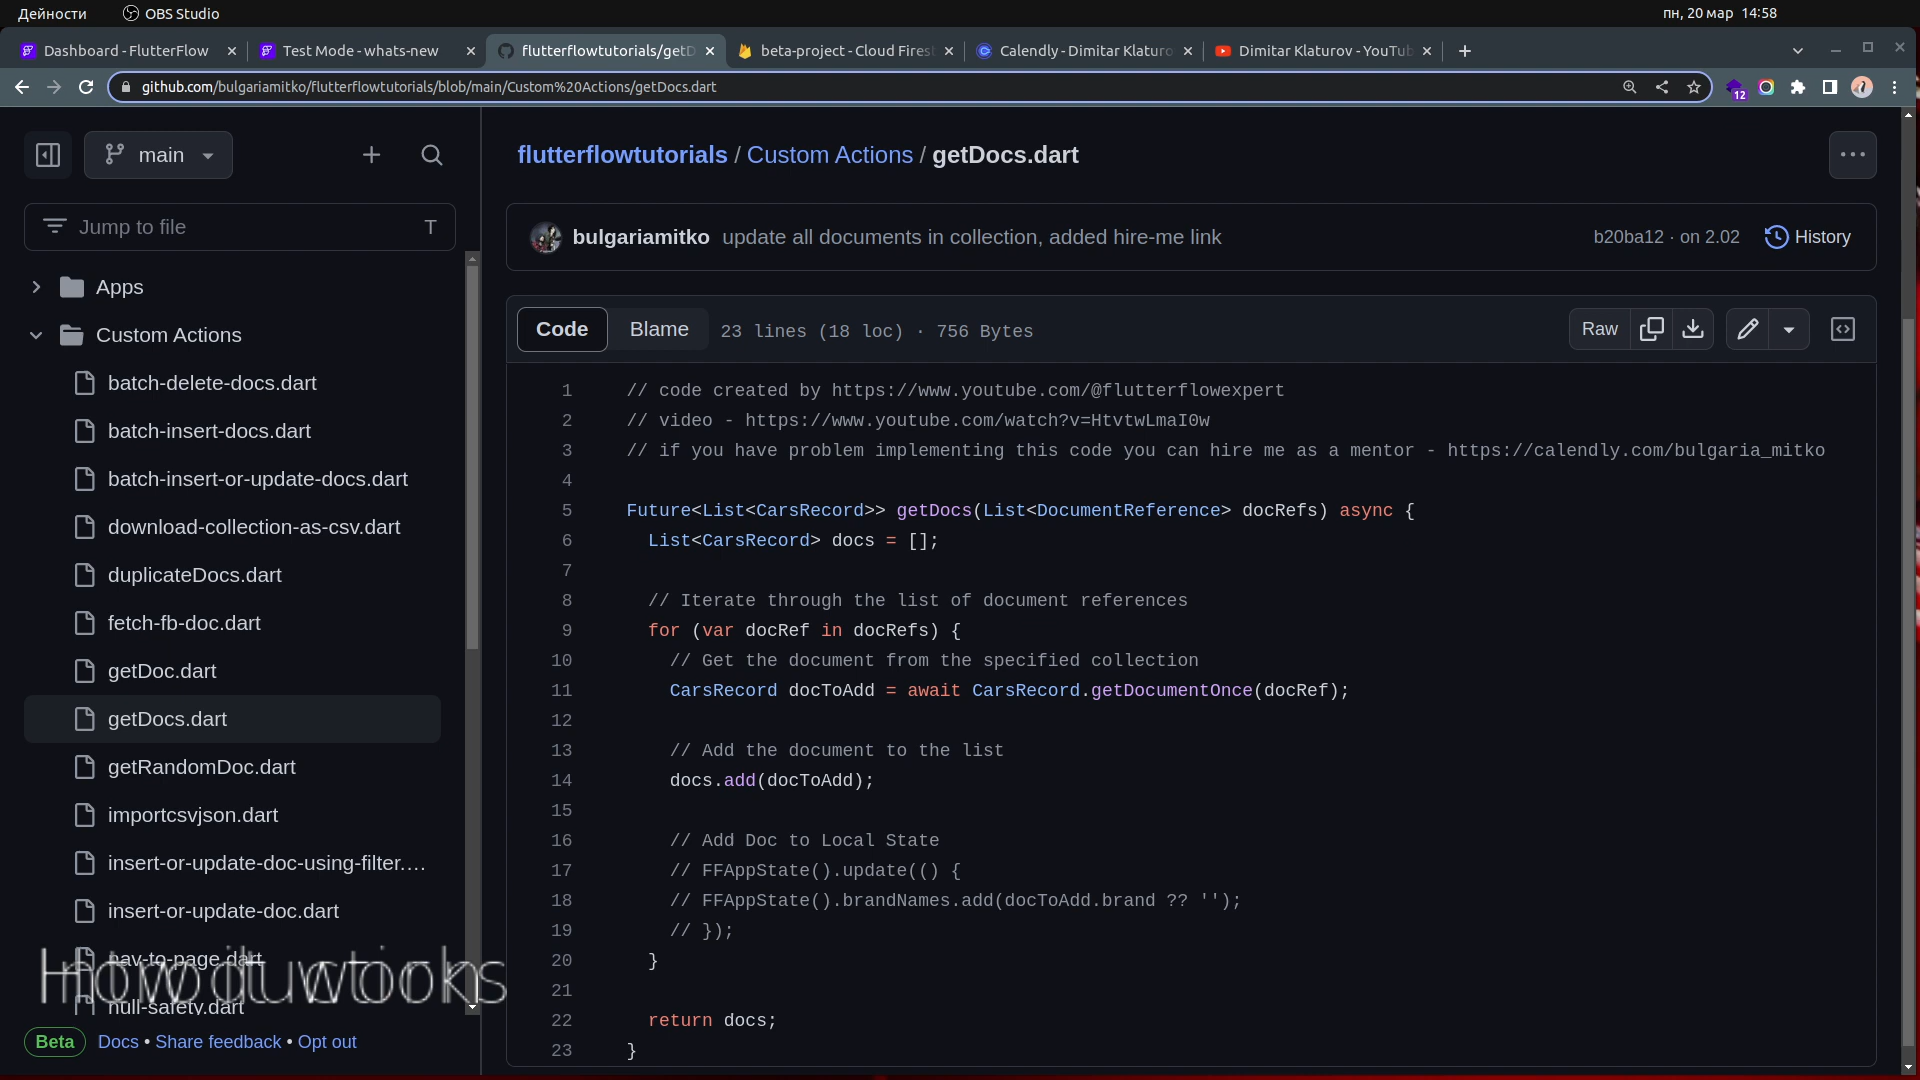 Дейности
OBS Studio
пн, 20 мар 14:58
Dashboard - FlutterFlow
Test Mode - whats-new
flutterflowtutorials/getD
beta-project - Cloud Firest
Calendly - Dimitar Klaturo
Dimitar Klaturov - YouTub
github.com/bulgariamitko/flutterflowtutorials/blob/main/Custom%20Actions/getDocs.dart
12
main
flutterflowtutorials / Custom Actions / getDocs.dart
Jump to file T
bulgariamitko update all documents in collection, added hire-me link
b20ba12 · on 2.02 History
Apps
Custom Actions
batch-delete-docs.dart
batch-insert-docs.dart
batch-insert-or-update-docs.dart
download-collection-as-csv.dart
duplicateDocs.dart
fetch-fb-doc.dart
getDoc.dart
getDocs.dart
getRandomDoc.dart
importcsvjson.dart
insert-or-update-doc-using-filter....
insert-or-update-doc.dart
nav-to-page.dart
null-safety.dart
Beta Docs • Share feedback • Opt out
Code Blame 23 lines (18 loc) · 756 Bytes Raw
1 // code created by https://www.youtube.com/@flutterflowexpert
2 // video - https://www.youtube.com/watch?v=HtvtwLmaI0w
3 // if you have problem implementing this code you can hire me as a mentor - https://calendly.com/bulgaria_mitko
4
5 Future<List<CarsRecord>> getDocs(List<DocumentReference> docRefs) async {
6 List<CarsRecord> docs = [];
7
8 // Iterate through the list of document references
9 for (var docRef in docRefs) {
10 // Get the document from the specified collection
11 CarsRecord docToAdd = await CarsRecord.getDocumentOnce(docRef);
12
13 // Add the document to the list
14 docs.add(docToAdd);
15
16 // Add Doc to Local State
17 // FFAppState().update(() {
18 // FFAppState().brandNames.add(docToAdd.brand ?? '');
19 // });
20 }
21
22 return docs;
23 }